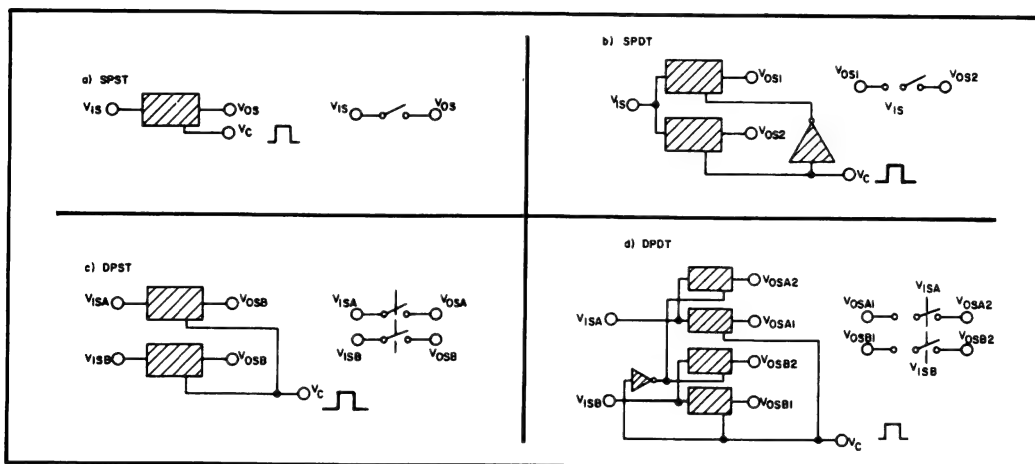 a) SPST
VIS
VOS
VC
VIS
VOS
b) SPDT
VIS
VOS1
VOS2
VC
VOS1
VOS2
VIS
c) DPST
VISA
VOSB
VISB
VOSB
VC
VISA
VOSA
VISB
VOSB
d) DPDT
VISA
VOSA2
VOSA1
VOSB2
VISB
VOSB1
VC
VISA
VOSA1
VOSA2
VOSB1
VOSB2
VISB